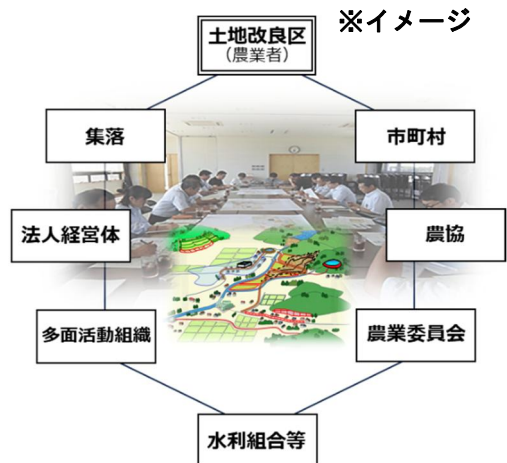 ※イメージ
土地改良区
（農業者）
集落
市町村
法人経営体
農協
多面活動組織
農業委員会
水利組合等